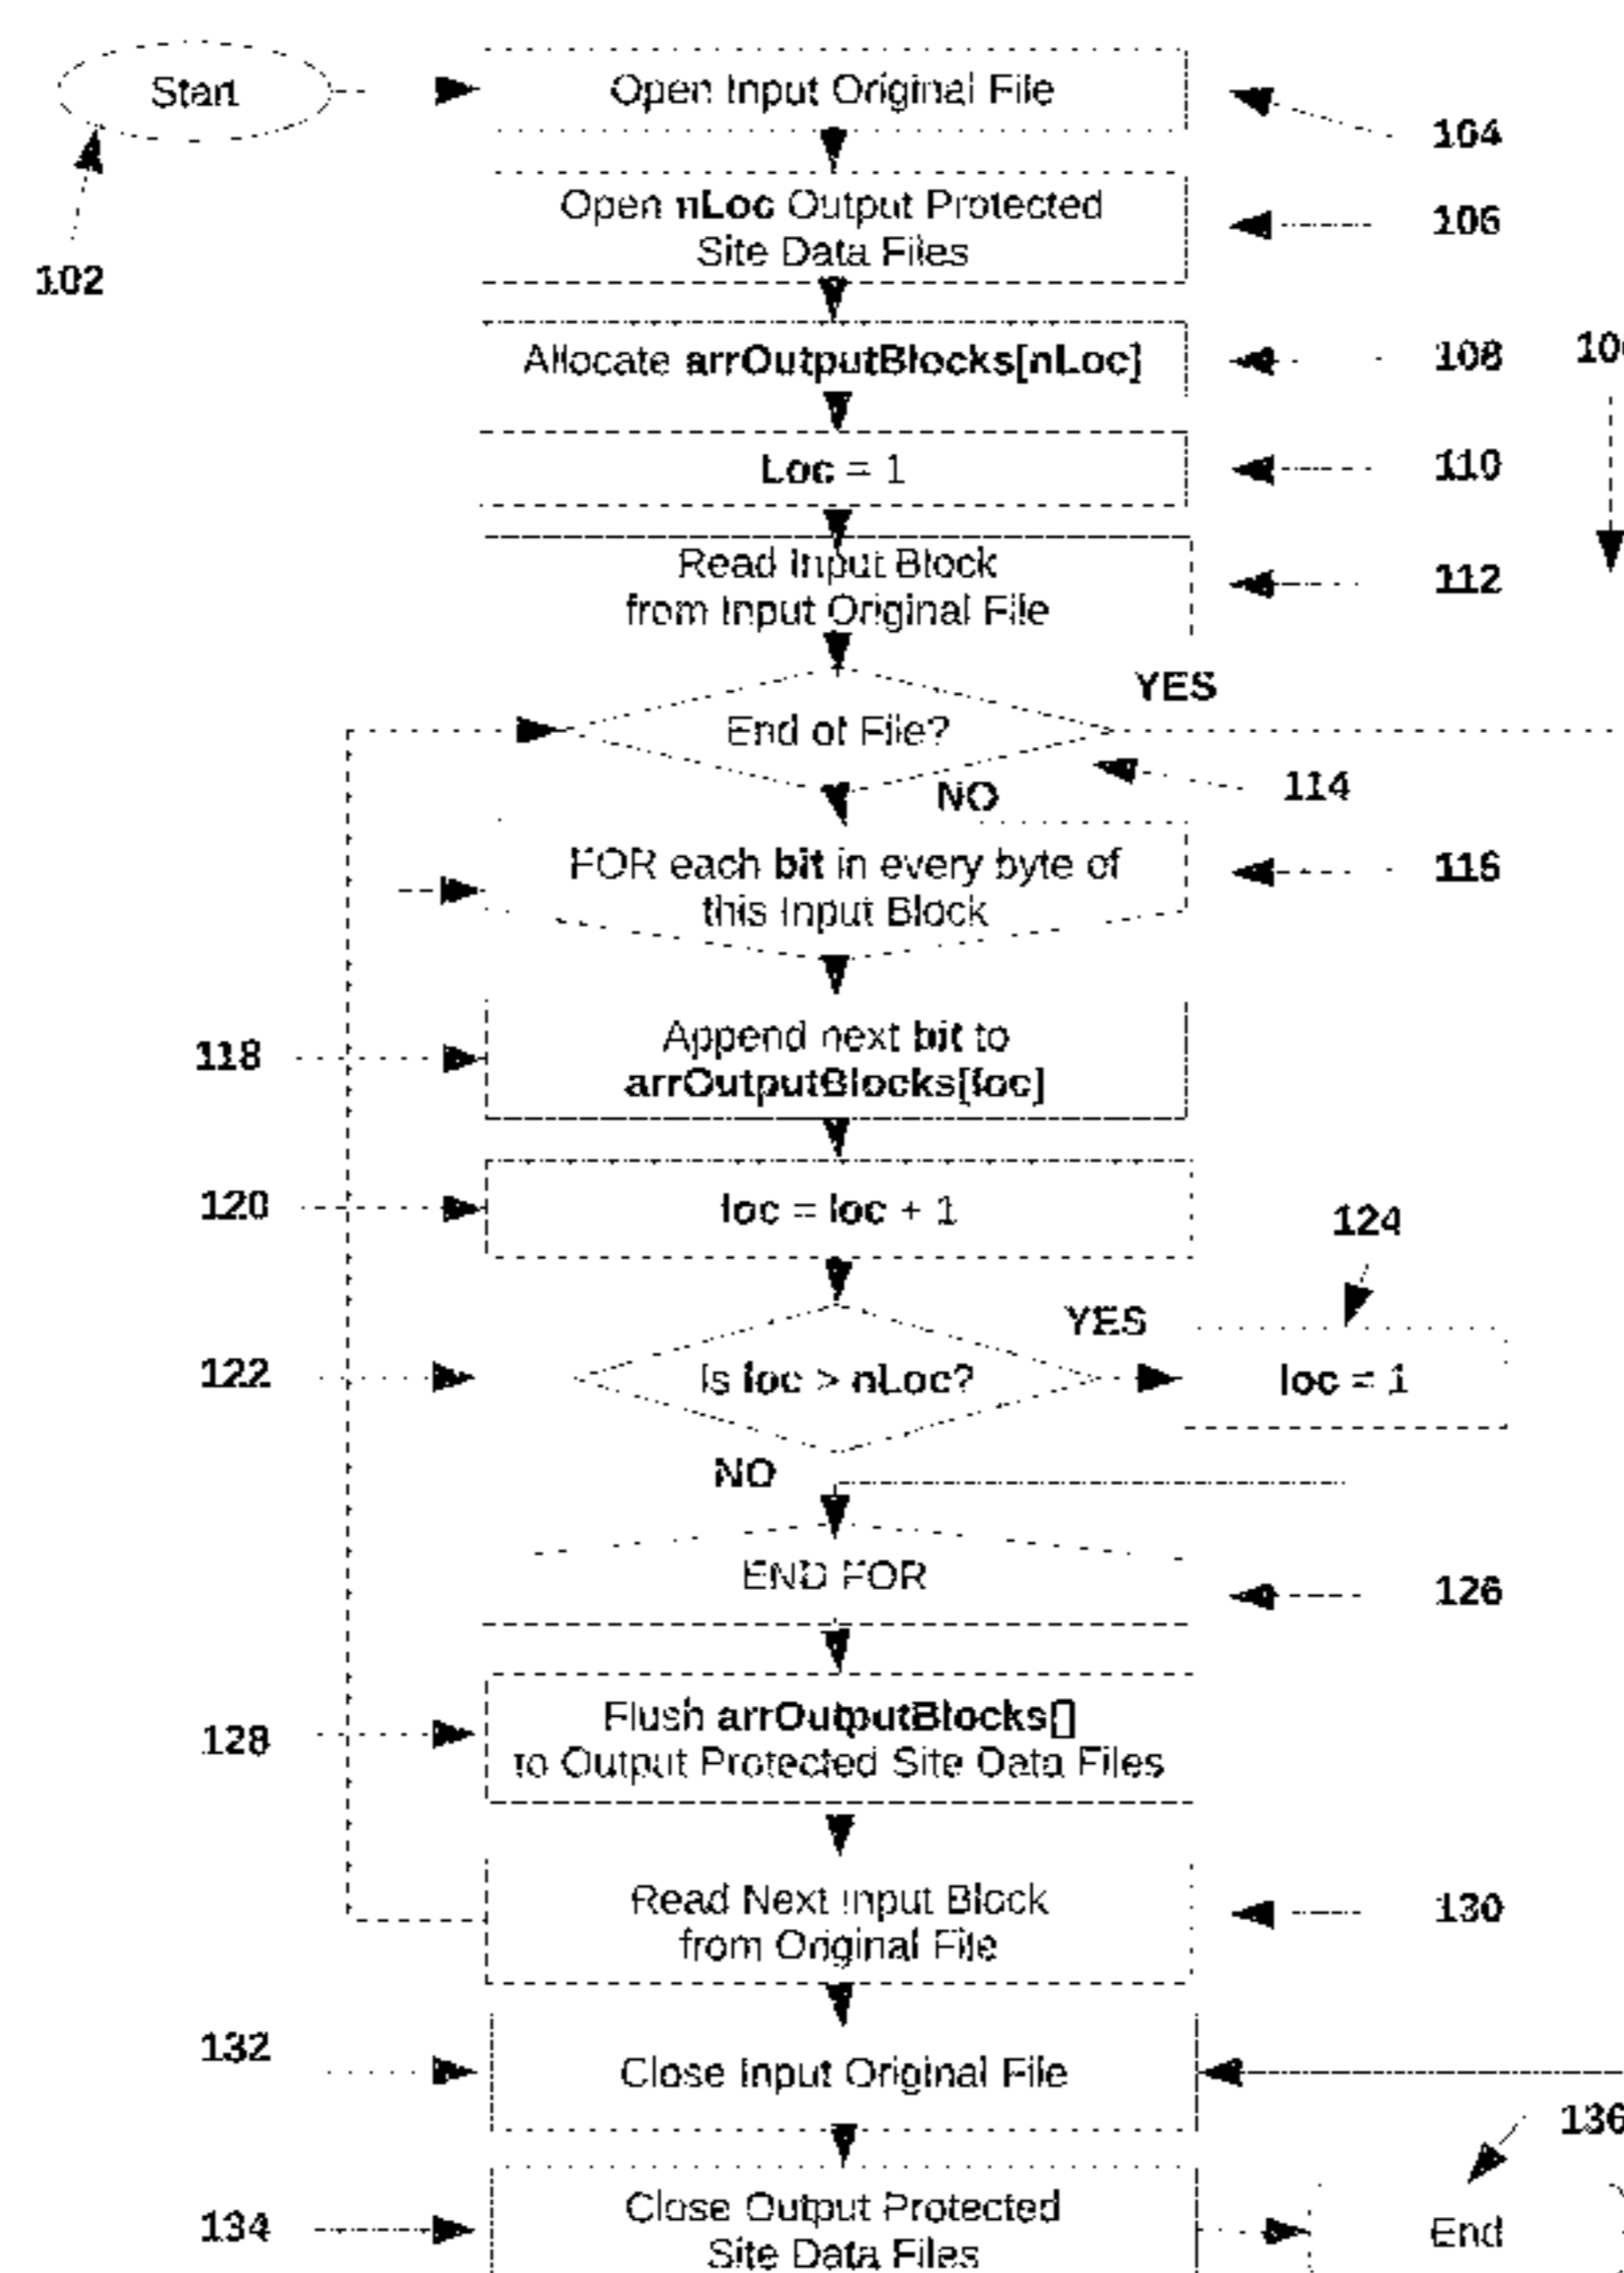 Start
Open Input Original File
104
Open nLoc Output Protected
Site Data Files
106
102
Allocate arrOutputBlocks[nLoc]
108
Loc = 1
110
Read Input Block
from Input Original File
112
YES
End of File?
114
NO
FOR each bit in every byte of
this Input Block
116
118
Append next bit to
arrOutputBlocks[loc]
120
loc = loc + 1
124
YES
122
Is loc > nLoc?
loc = 1
NO
END FOR
126
Flush arrOutputBlocks[]
to Output Protected Site Data Files
128
Read Next Input Block
from Original File
130
132
Close Input Original File
136
134
Close Output Protected
Site Data Files
End